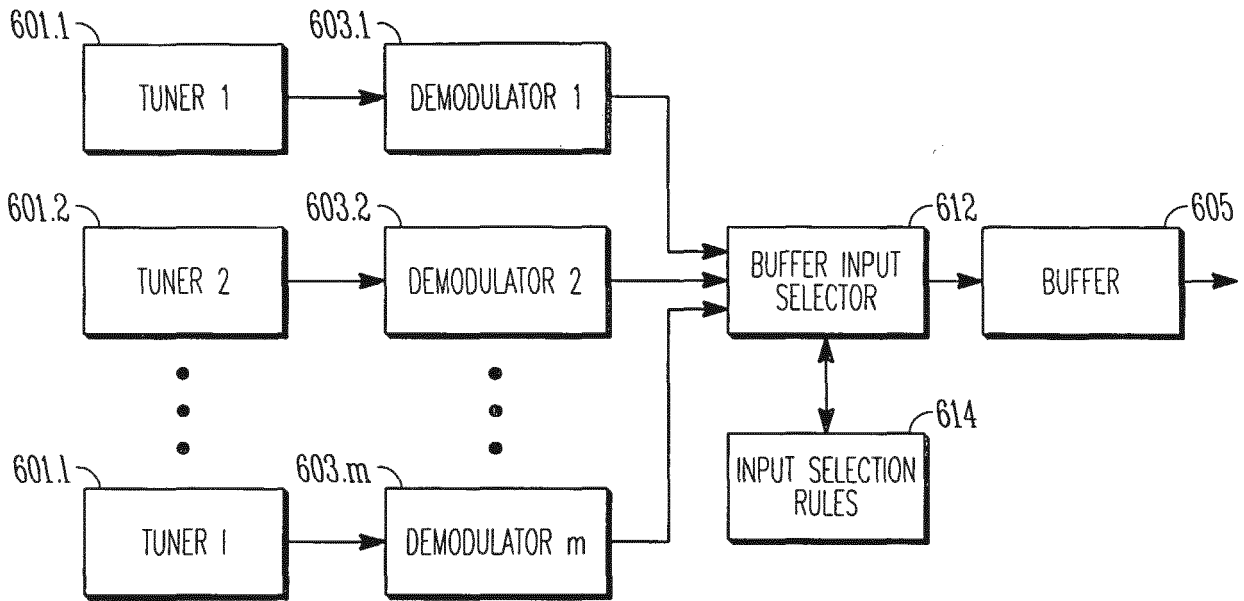 601.1
603.1
TUNER 1
DEMODULATOR 1
601.2
603.2
612
605
TUNER 2
DEMODULATOR 2
BUFFER INPUT
SELECTOR
BUFFER
601.l
603.m
614
TUNER l
DEMODULATOR m
INPUT SELECTION
RULES